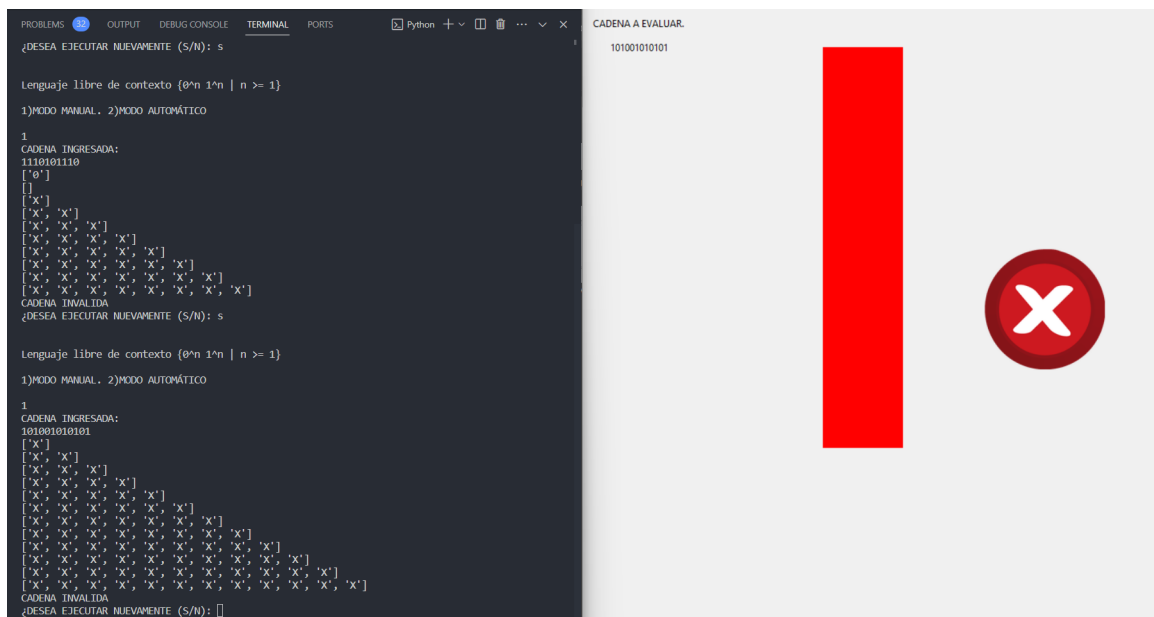 PROBLEMS 32 OUTPUT DEBUG CONSOLE TERMINAL PORTS Python
¿DESEA EJECUTAR NUEVAMENTE (S/N): s
Lenguaje libre de contexto {0^n 1^n | n >= 1}
1)MODO MANUAL. 2)MODO AUTOMÁTICO
1
CADENA INGRESADA:
1110101110
['0']
[]
['X']
['X', 'X']
['X', 'X', 'X']
['X', 'X', 'X', 'X']
['X', 'X', 'X', 'X', 'X']
['X', 'X', 'X', 'X', 'X', 'X']
['X', 'X', 'X', 'X', 'X', 'X', 'X']
['X', 'X', 'X', 'X', 'X', 'X', 'X', 'X']
CADENA INVALIDA
¿DESEA EJECUTAR NUEVAMENTE (S/N): s
Lenguaje libre de contexto {0^n 1^n | n >= 1}
1)MODO MANUAL. 2)MODO AUTOMÁTICO
1
CADENA INGRESADA:
101001010101
['X']
['X', 'X']
['X', 'X', 'X']
['X', 'X', 'X', 'X']
['X', 'X', 'X', 'X', 'X']
['X', 'X', 'X', 'X', 'X', 'X']
['X', 'X', 'X', 'X', 'X', 'X', 'X']
['X', 'X', 'X', 'X', 'X', 'X', 'X', 'X']
['X', 'X', 'X', 'X', 'X', 'X', 'X', 'X', 'X']
['X', 'X', 'X', 'X', 'X', 'X', 'X', 'X', 'X', 'X']
['X', 'X', 'X', 'X', 'X', 'X', 'X', 'X', 'X', 'X', 'X']
['X', 'X', 'X', 'X', 'X', 'X', 'X', 'X', 'X', 'X', 'X', 'X']
CADENA INVALIDA
¿DESEA EJECUTAR NUEVAMENTE (S/N):
CADENA A EVALUAR.
101001010101